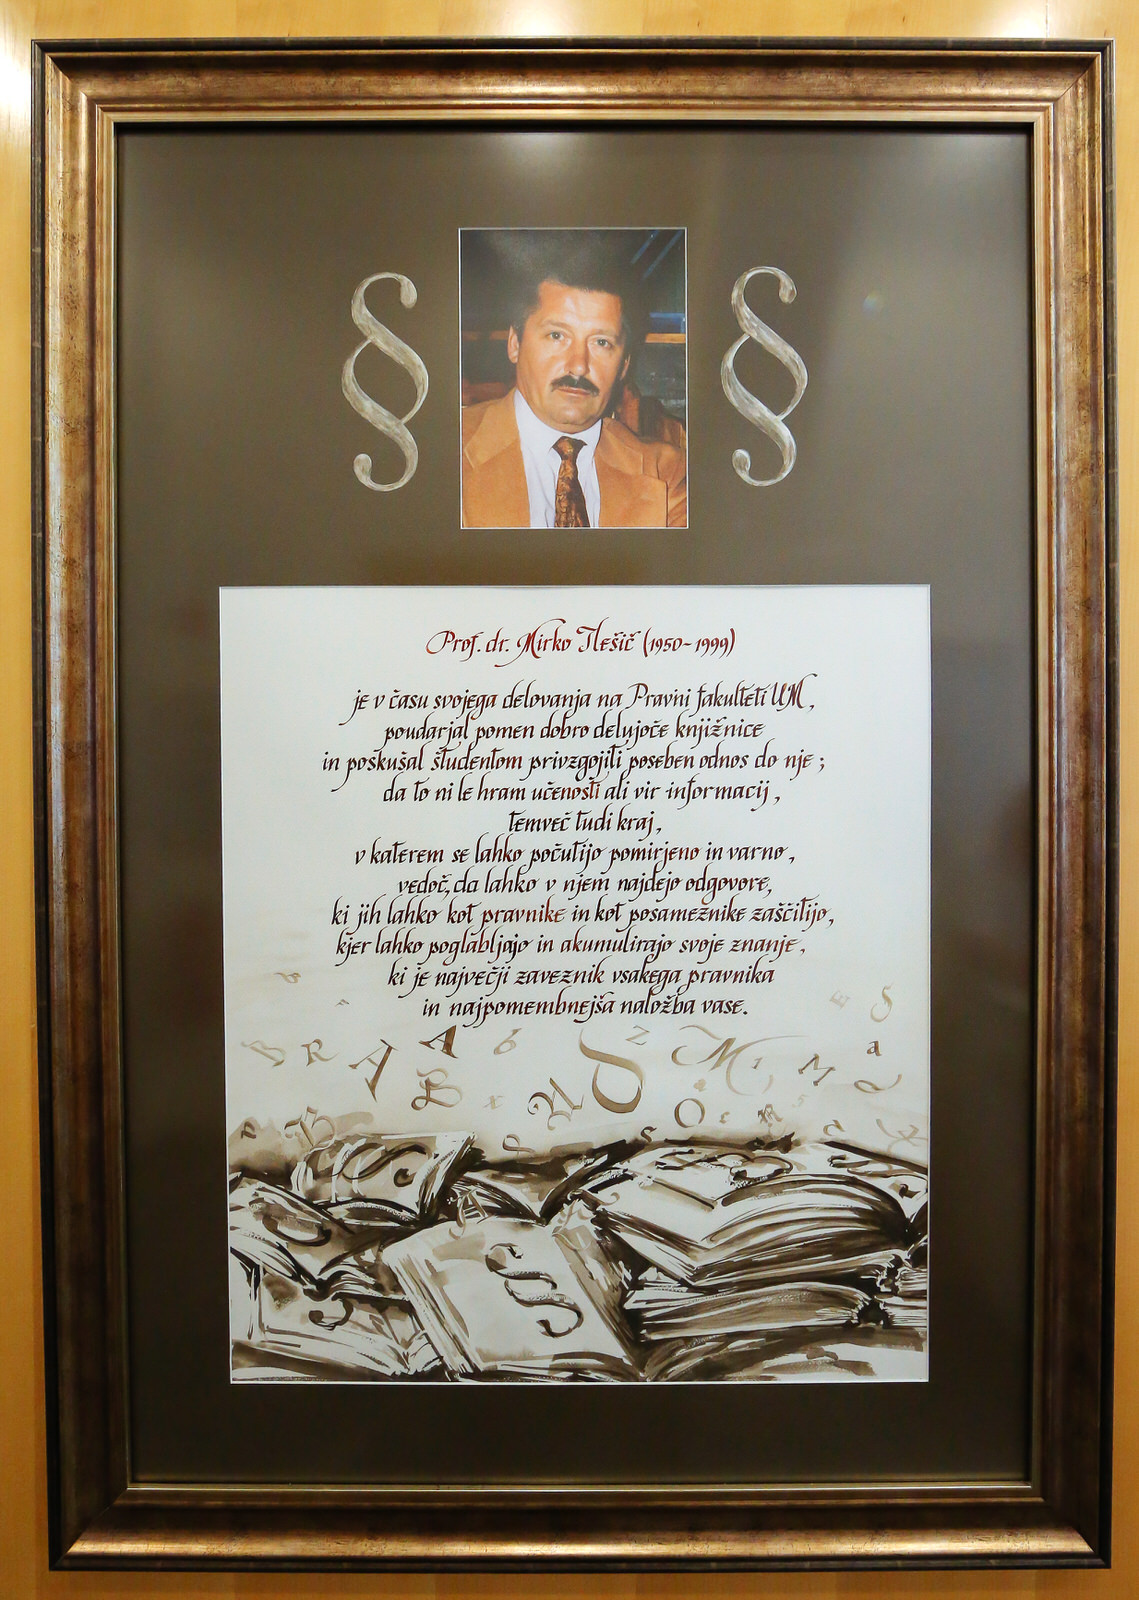 § §
Prof. dr. Mirko Ilešič (1950-1999)
je v času svojega delovanja na Pravni fakulteti UM,
poudarjal pomen dobro delujoče knjižnice
in poskušal študentom privzgojiti poseben odnos do nje;
da to ni le hram učenosti ali vir informacij,
temveč tudi kraj,
v katerem se lahko počutijo pomirjeno in varno,
vedoč, da lahko v njem najdejo odgovore,
ki jih lahko kot pravnike in kot posameznike zaščitijo,
kjer lahko poglabljajo in akumulirajo svoje znanje,
ki je največji zaveznik vsakega pravnika
in najpomembnejša naložba vase.